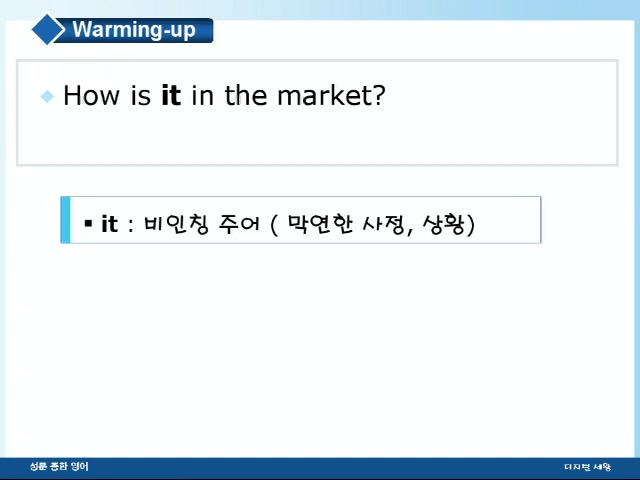 Warming-up
How is it in the market?
▪ it : 비인칭 주어 ( 막연한 사정, 상황)
성문 종합 영어
디지털 세왕